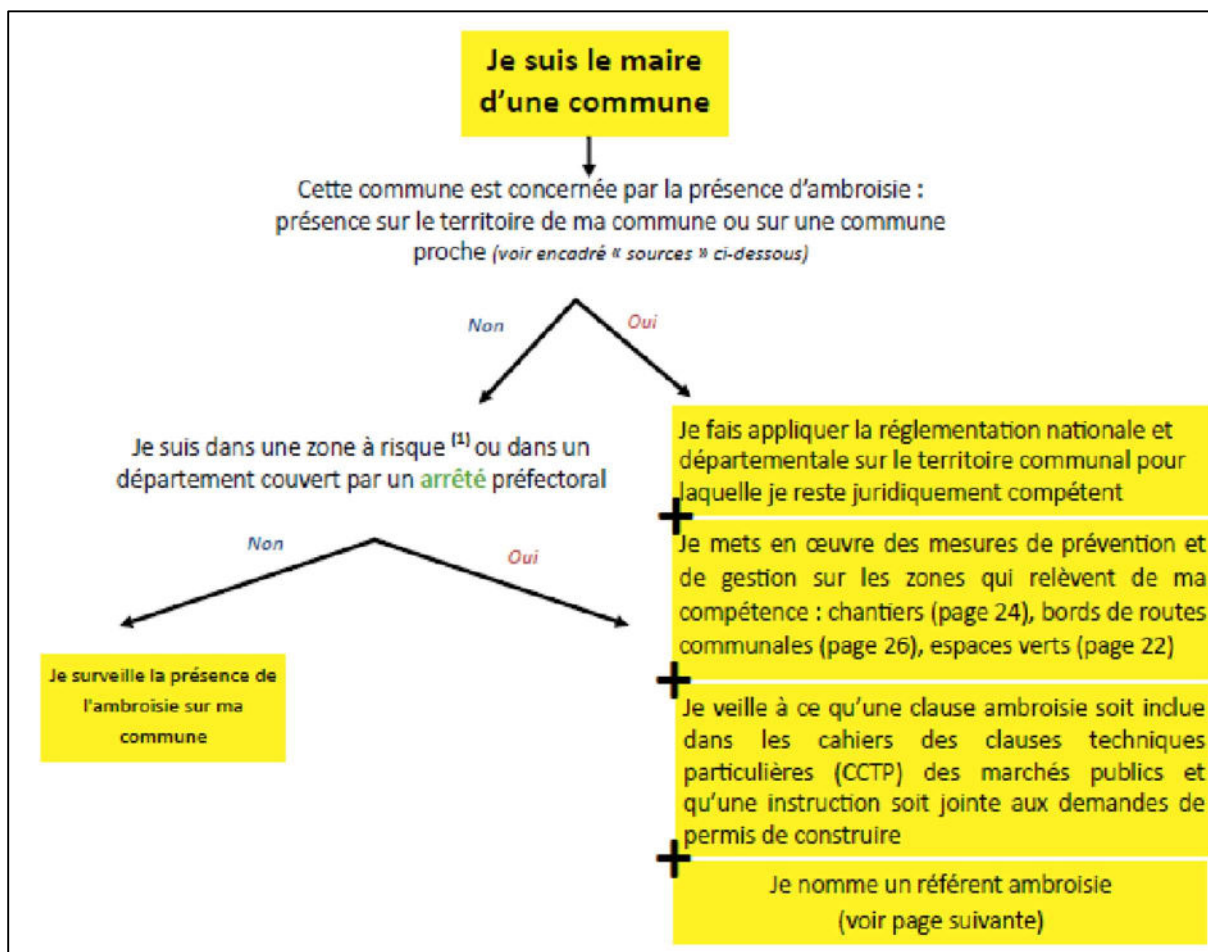 Je suis le maire
d'une commune
Cette commune est concernée par la présence d'ambroisie :
présence sur le territoire de ma commune ou sur une commune
proche (voir encadré « sources » ci-dessous)
Non
Oui
Je suis dans une zone à risque (1) ou dans un
département couvert par un arrêté préfectoral
Non
Oui
Je surveille la présence de
l'ambroisie sur ma
commune
Je fais appliquer la réglementation nationale et
départementale sur le territoire communal pour
laquelle je reste juridiquement compétent
+
Je mets en œuvre des mesures de prévention et
de gestion sur les zones qui relèvent de ma
compétence : chantiers (page 24), bords de routes
communales (page 26), espaces verts (page 22)
+
Je veille à ce qu'une clause ambroisie soit inclue
dans les cahiers des clauses techniques
particulières (CCTP) des marchés publics et
qu'une instruction soit jointe aux demandes de
permis de construire
+
Je nomme un référent ambroisie
(voir page suivante)